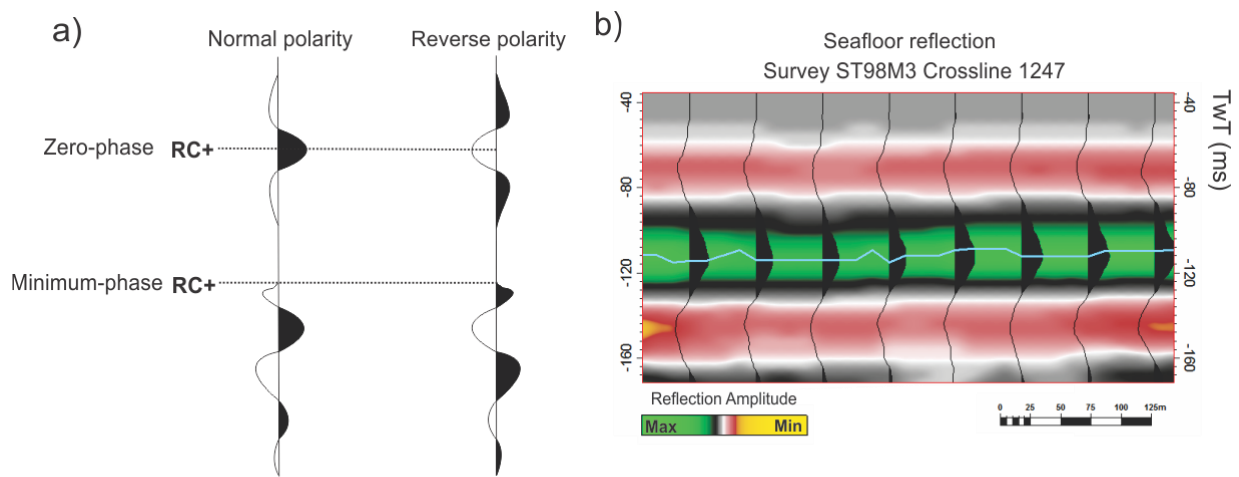 a)
Normal polarity
Reverse polarity
Zero-phase RC+
Minimum-phase RC+
b)
Seafloor reflection
Survey ST98M3 Crossline 1247
-40
-80
-120
-160
-40
-80
-120
-160
TwT (ms)
Reflection Amplitude
Max Min
0 25 50 75 100 125m